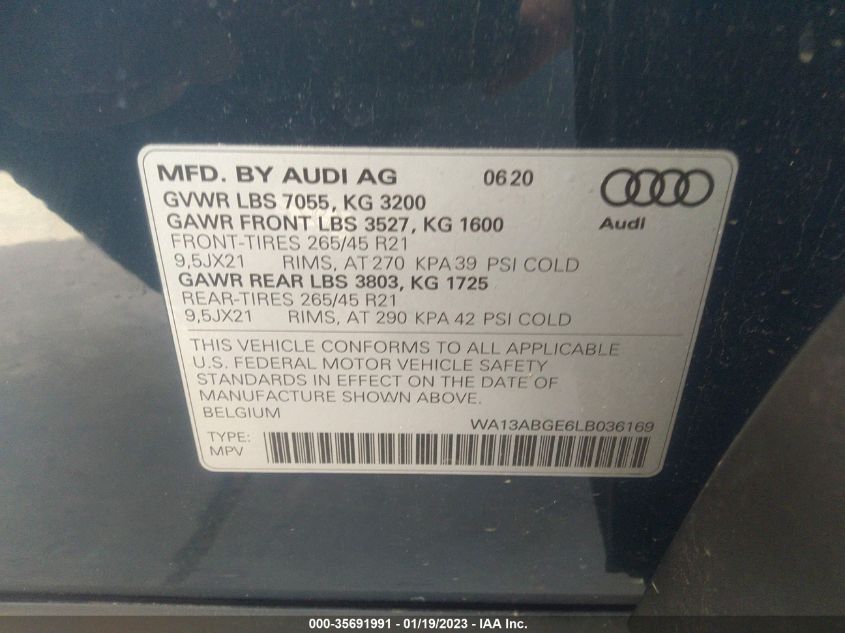 MFD. BY AUDI AG 0620
GVWR LBS 7055, KG 3200
GAWR FRONT LBS 3527, KG 1600
Audi
FRONT-TIRES 265/45 R21
9,5JX21 RIMS, AT 270 KPA 39 PSI COLD
GAWR REAR LBS 3803, KG 1725
REAR-TIRES 265/45 R21
9,5JX21 RIMS, AT 290 KPA 42 PSI COLD
THIS VEHICLE CONFORMS TO ALL APPLICABLE
U.S. FEDERAL MOTOR VEHICLE SAFETY
STANDARDS IN EFFECT ON THE DATE OF
MANUFACTURE SHOWN ABOVE.
BELGIUM
WA13ABGE6LB036169
TYPE:
MPV
000-35691991 - 01/19/2023 - IAA Inc.